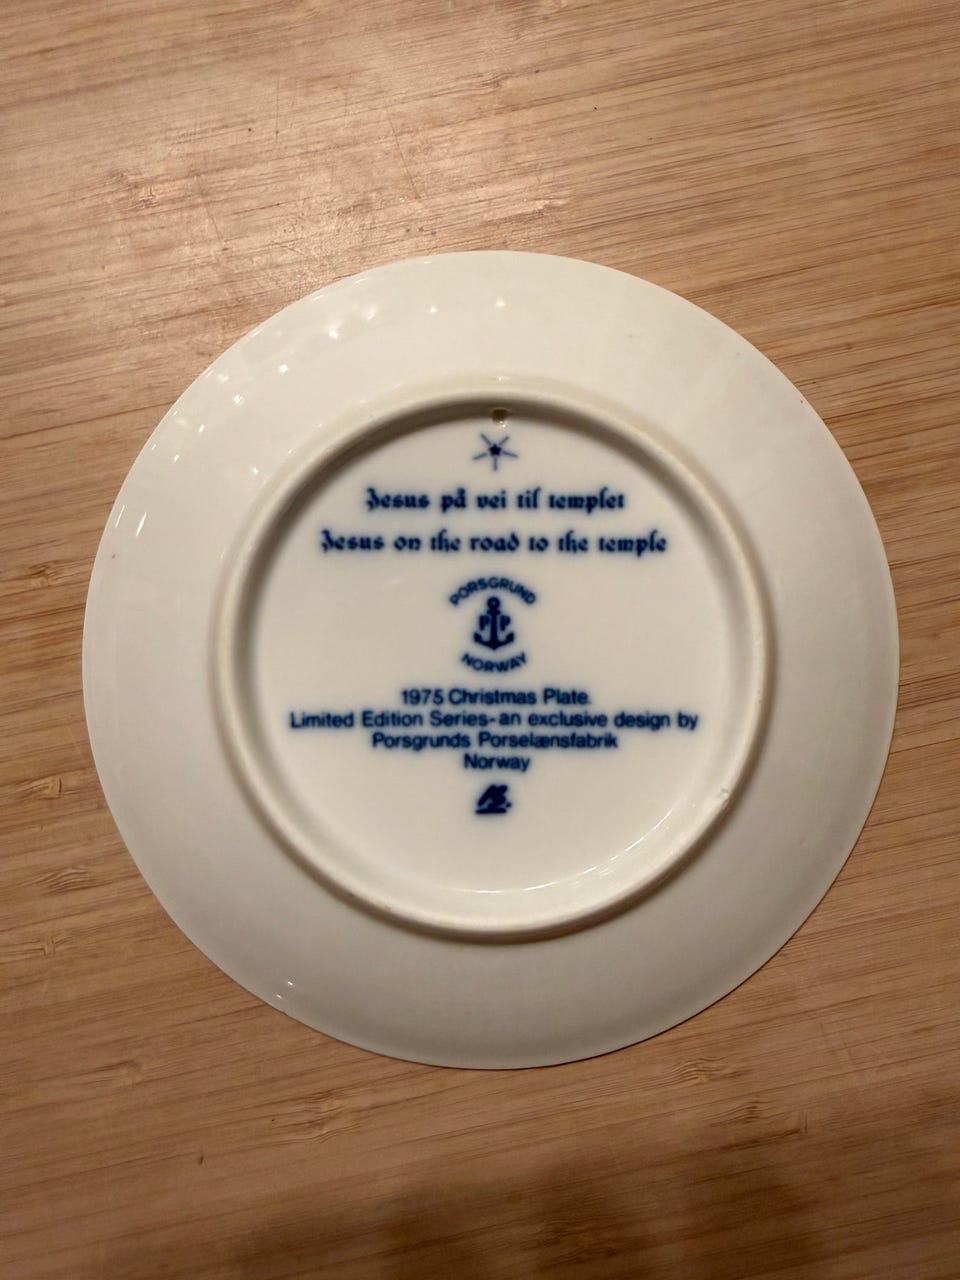 Jesus på vei til templet
Jesus on the road to the temple
PORSGRUND
P P
NORWAY
1975 Christmas Plate.
Limited Edition Series-an exclusive design by
Porsgrunds Porselænsfabrik
Norway